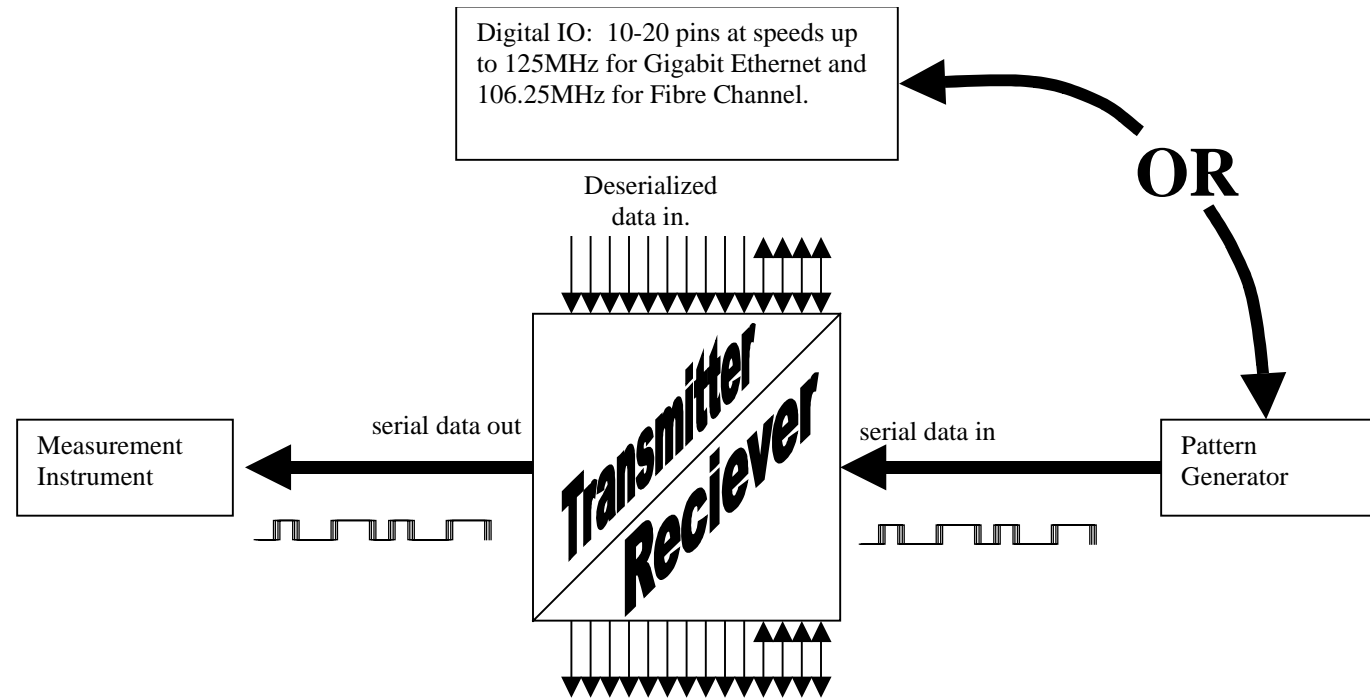 Digital IO:  10-20 pins at speeds up
to 125MHz for Gigabit Ethernet and
106.25MHz for Fibre Channel.
OR
Deserialized
data in.
Transmitter
Reciever
serial data out
serial data in
Measurement
Instrument
Pattern
Generator